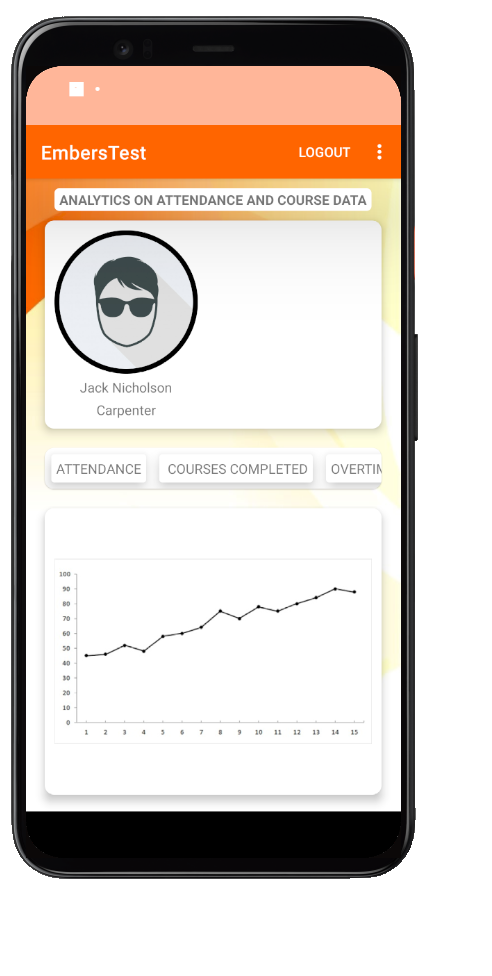 EmbersTest LOGOUT
ANALYTICS ON ATTENDANCE AND COURSE DATA
Jack Nicholson
Carpenter
ATTENDANCE COURSES COMPLETED OVERTIM
100
90
80
70
60
50
40
30
20
10
0
1 2 3 4 5 6 7 8 9 10 11 12 13 14 15